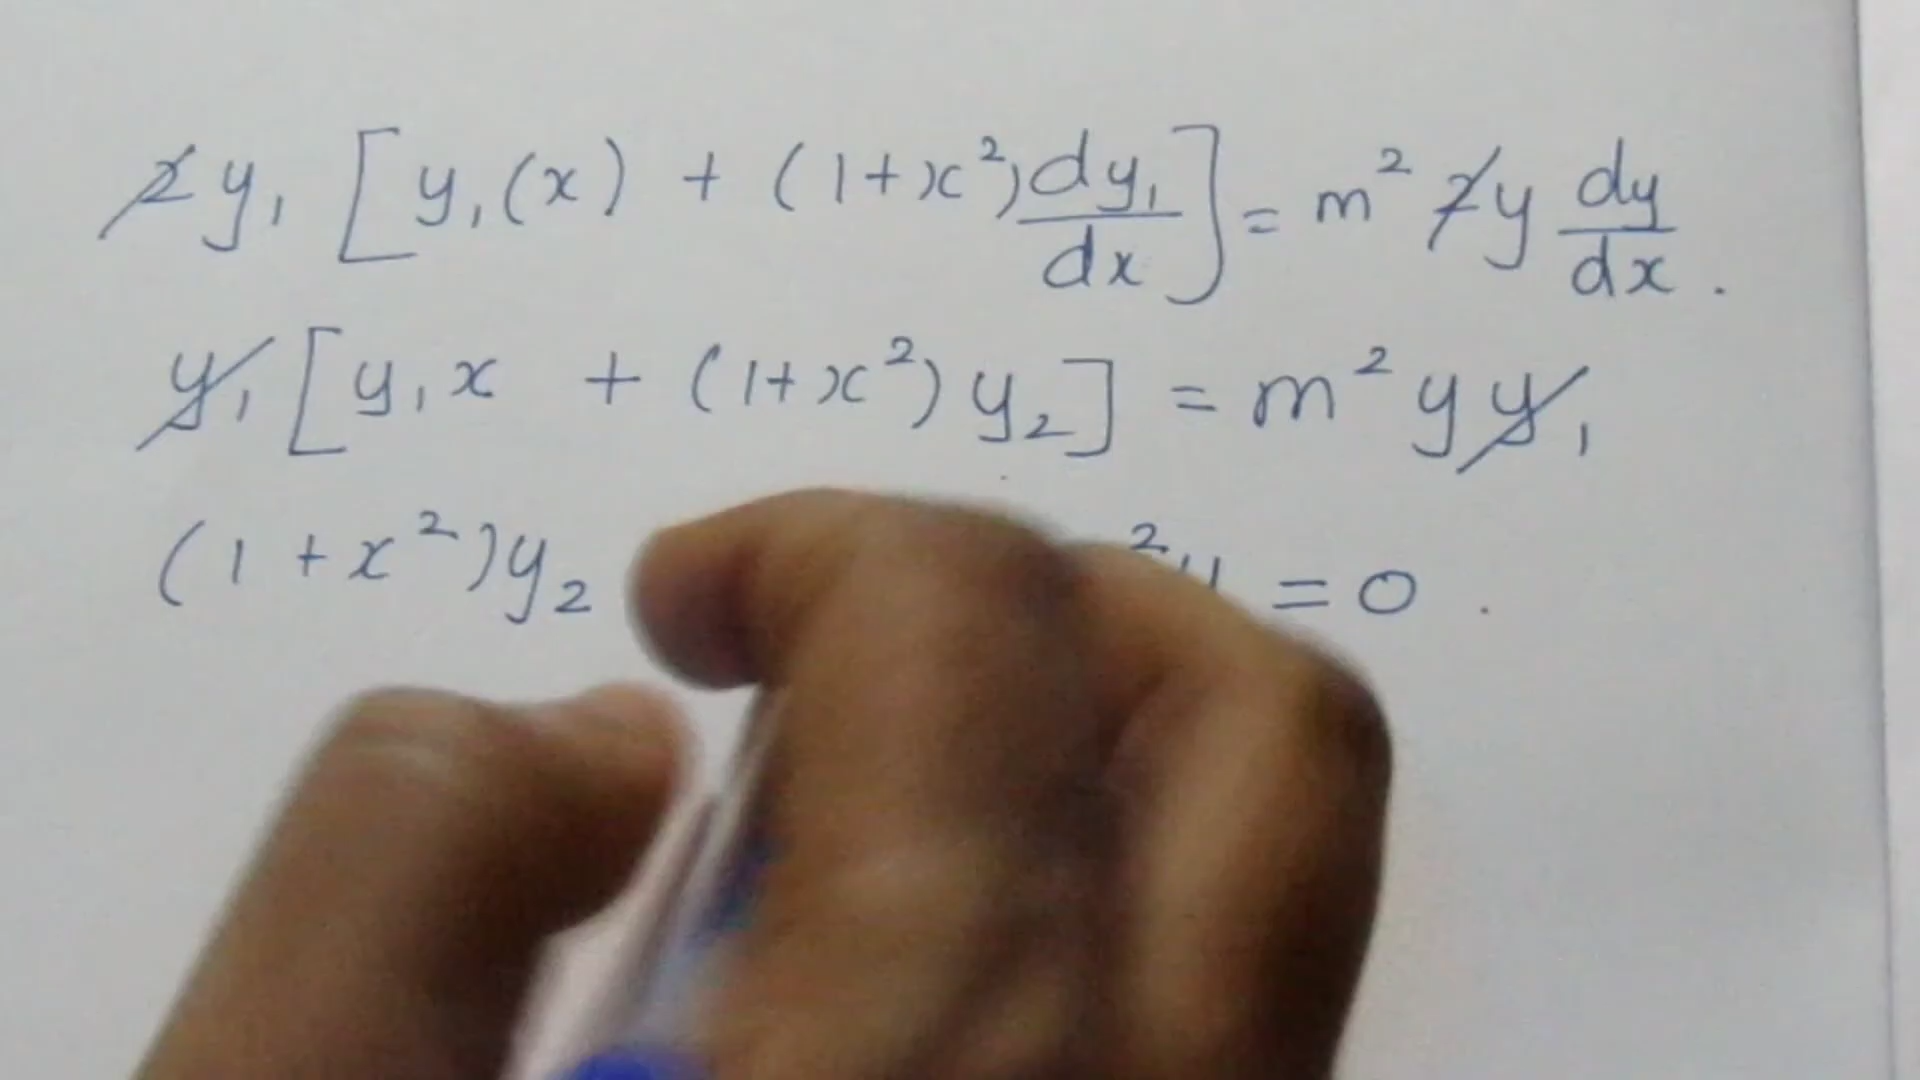 2y₁ [y₁(x) + (1+x²) dy₁/dx] = m² 2y dy/dx .
y₁ [y₁x + (1+x²) y₂] = m² y y₁
(1+x²)y₂ ²y = 0 .